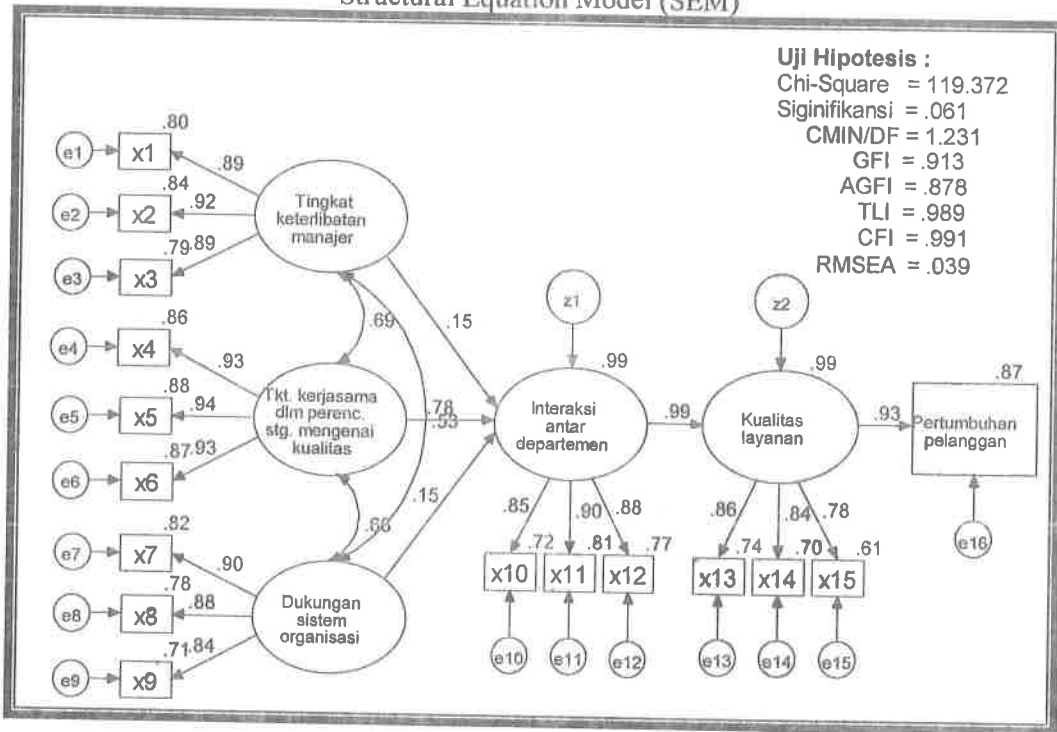 Structural Equation Model (SEM)
Uji Hipotesis :
Chi-Square = 119.372
Siginifikansi = .061
CMIN/DF = 1.231
GFI = .913
AGFI = .878
TLI = .989
CFI = .991
RMSEA = .039
.80
e1 x1 .89
.84
e2 x2 .92
.79 .89
e3 x3
Tingkat
keterlibatan
manajer
.86
e4 x4 .93
.88
e5 x5 .94
.87 .93
e6 x6
Tkt. kerjasama
dlm perenc.
stg. mengenai
kualitas
.82
e7 x7 .90
.78
e8 x8 .88
.71 .84
e9 x9
Dukungan
sistem
organisasi
.69
.15
.78
.66
.15
z1
.99
Interaksi
antar
departemen
.85 .90 .88
.72 .81 .77
x10 x11 x12
e10 e11 e12
.99
z2
.99
Kualitas
layanan
.86 .84 .78
.74 .70 .61
x13 x14 x15
e13 e14 e15
.93
.87
Pertumbuhan
pelanggan
e16